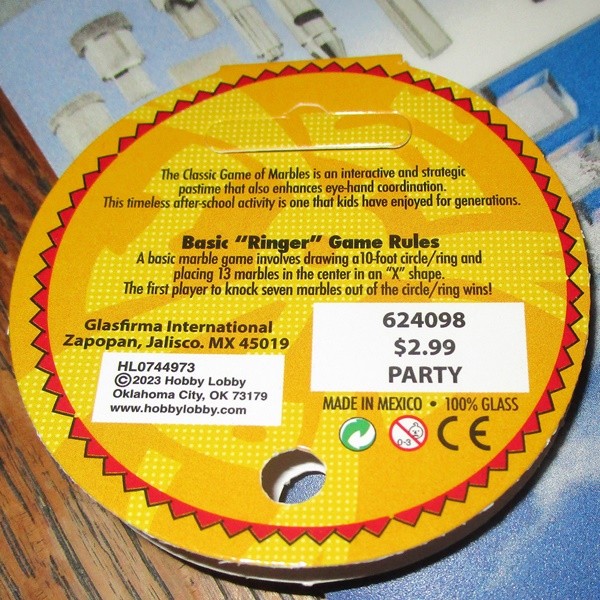 The Classic Game of Marbles is an interactive and strategic
pastime that also enhances eye-hand coordination.
This timeless after-school activity is one that kids have enjoyed for generations.
Basic “Ringer” Game Rules
A basic marble game involves drawing a10-foot circle/ring and
placing 13 marbles in the center in an “X” shape.
The first player to knock seven marbles out of the circle/ring wins!
Glasfirma International
Zapopan, Jalisco. MX 45019
HL0744973
©2023 Hobby Lobby
Oklahoma City, OK 73179
www.hobbylobby.com
624098
$2.99
PARTY
MADE IN MEXICO • 100% GLASS
0-3
CE